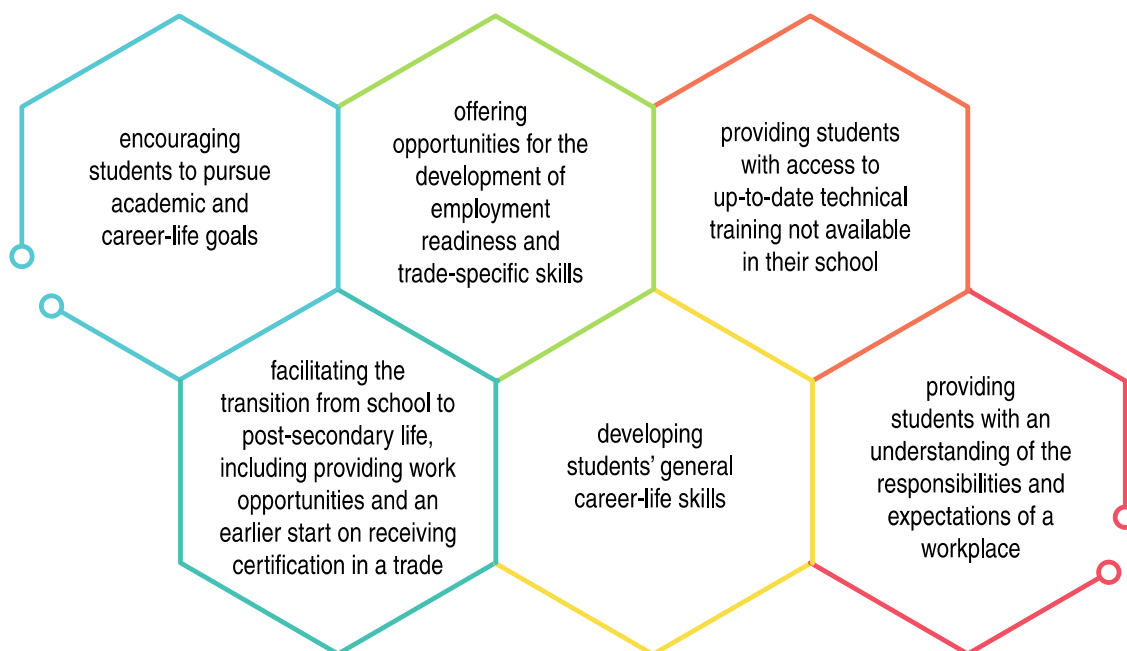 encouraging
students to pursue
academic and
career-life goals
offering
opportunities for the
development of
employment
readiness and
trade-specific skills
providing students
with access to
up-to-date technical
training not available
in their school
facilitating the
transition from school to
post-secondary life,
including providing work
opportunities and an
earlier start on receiving
certification in a trade
developing
students’ general
career-life skills
providing
students with an
understanding of the
responsibilities and
expectations of a
workplace